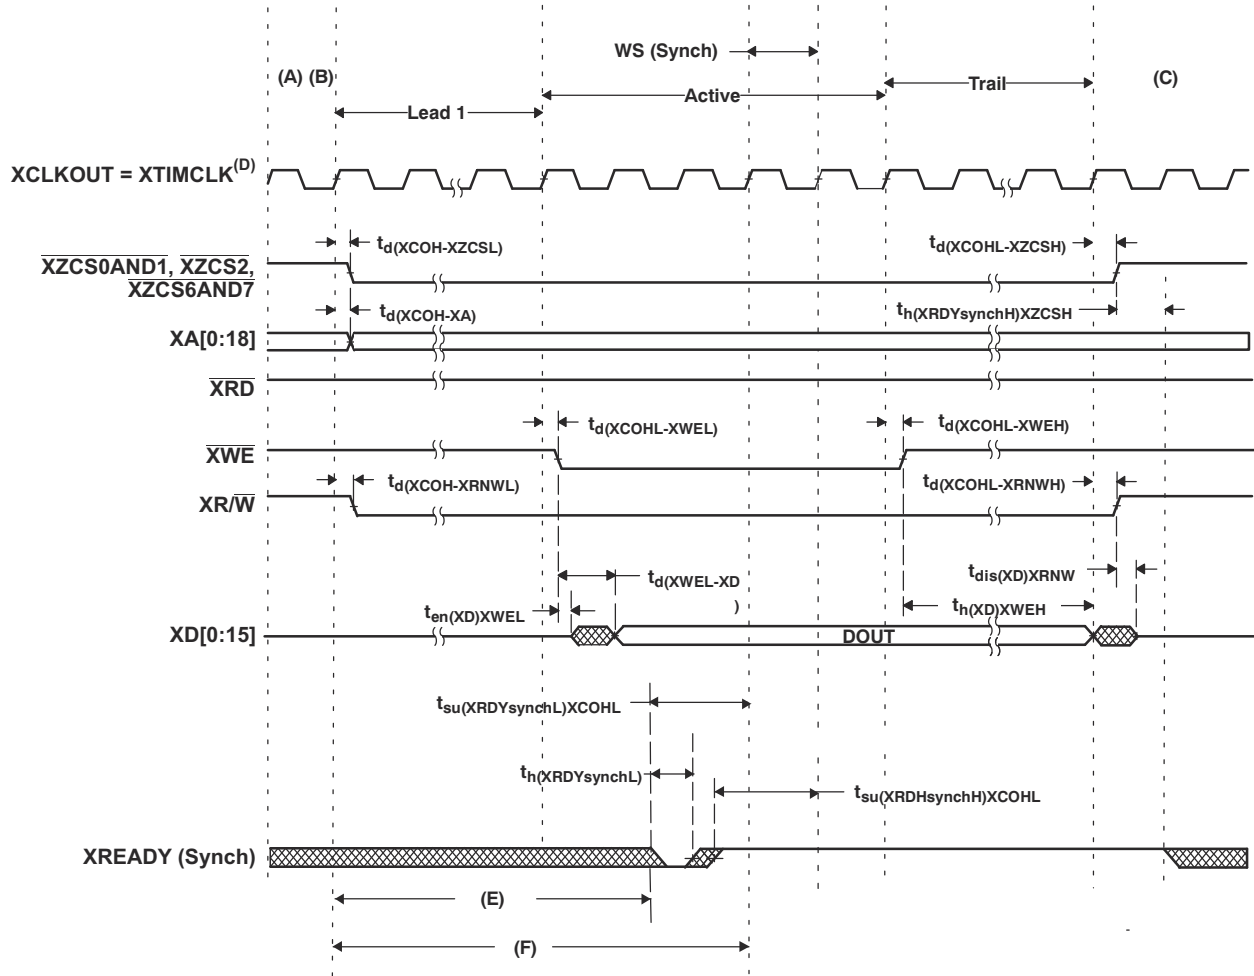 WS (Synch)
(A) (B)
Trail
(C)
Active
Lead 1
XCLKOUT = XTIMCLK(D)
td(XCOH-XZCSL)
td(XCOHL-XZCSH)
XZCS0AND1, XZCS2,
XZCS6AND7
td(XCOH-XA)
th(XRDYsynchH)XZCSH
XA[0:18]
XRD
td(XCOHL-XWEL)
td(XCOHL-XWEH)
XWE
td(XCOH-XRNWL)
td(XCOHL-XRNWH)
XR/W
td(XWEL-XD
)
tdis(XD)XRNW
ten(XD)XWEL
th(XD)XWEH
XD[0:15]
DOUT
tsu(XRDYsynchL)XCOHL
th(XRDYsynchL)
tsu(XRDHsynchH)XCOHL
XREADY (Synch)
(E)
(F)